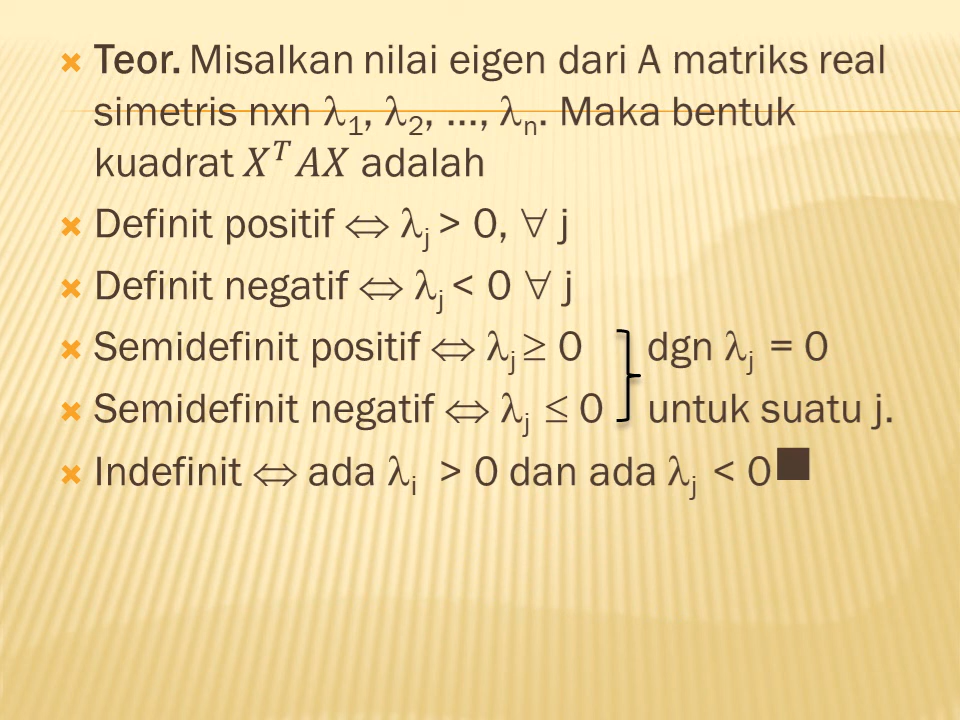 Teor. Misalkan nilai eigen dari A matriks real
simetris nxn λ₁, λ₂, ..., λₙ. Maka bentuk
kuadrat 𝑋ᵀ𝐴𝑋 adalah
Definit positif ⇔ λⱼ > 0, ∀ j
Definit negatif ⇔ λⱼ < 0 ∀ j
Semidefinit positif ⇔ λⱼ ≥ 0 dgn λⱼ = 0
Semidefinit negatif ⇔ λⱼ ≤ 0 untuk suatu j.
Indefinit ⇔ ada λᵢ > 0 dan ada λⱼ < 0■